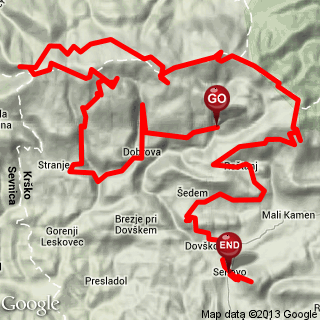 GO
na
Dobrova
Stranje
Krško
Sevnica
Šedem
Mali Kamen
Brezje pri
Dovškem
Gorenji
Leskovec
END
Senovo
Presladol
Google
Map data ©2013 Google